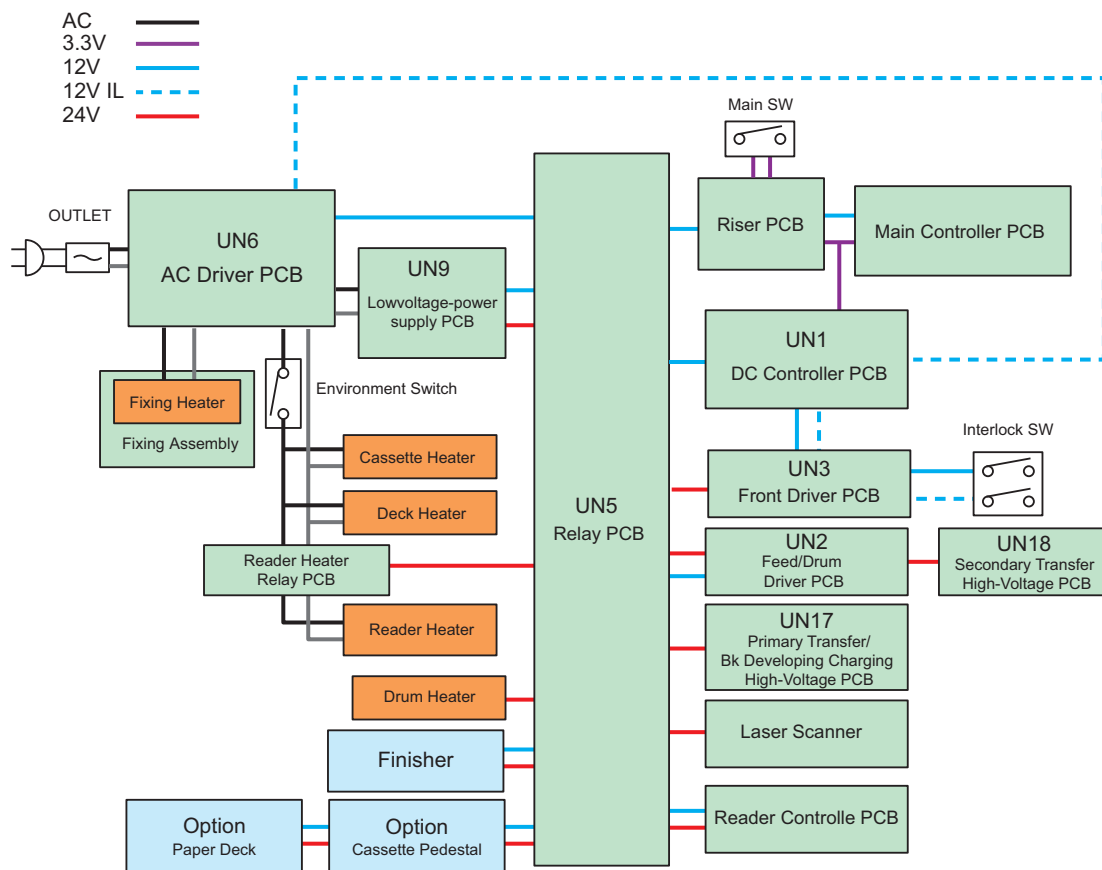 AC
3.3V
12V
12V IL
24V
Main SW
OUTLET
UN6
AC Driver PCB
UN9
Lowvoltage-power
supply PCB
Riser PCB
Main Controller PCB
UN1
DC Controller PCB
Fixing Heater
Fixing Assembly
Environment Switch
Cassette Heater
Deck Heater
Reader Heater
Relay PCB
Reader Heater
Drum Heater
Finisher
Option
Paper Deck
Option
Cassette Pedestal
UN5
Relay PCB
Interlock SW
UN3
Front Driver PCB
UN2
Feed/Drum
Driver PCB
UN18
Secondary Transfer
High-Voltage PCB
UN17
Primary Transfer/
Bk Developing Charging
High-Voltage PCB
Laser Scanner
Reader Controlle PCB